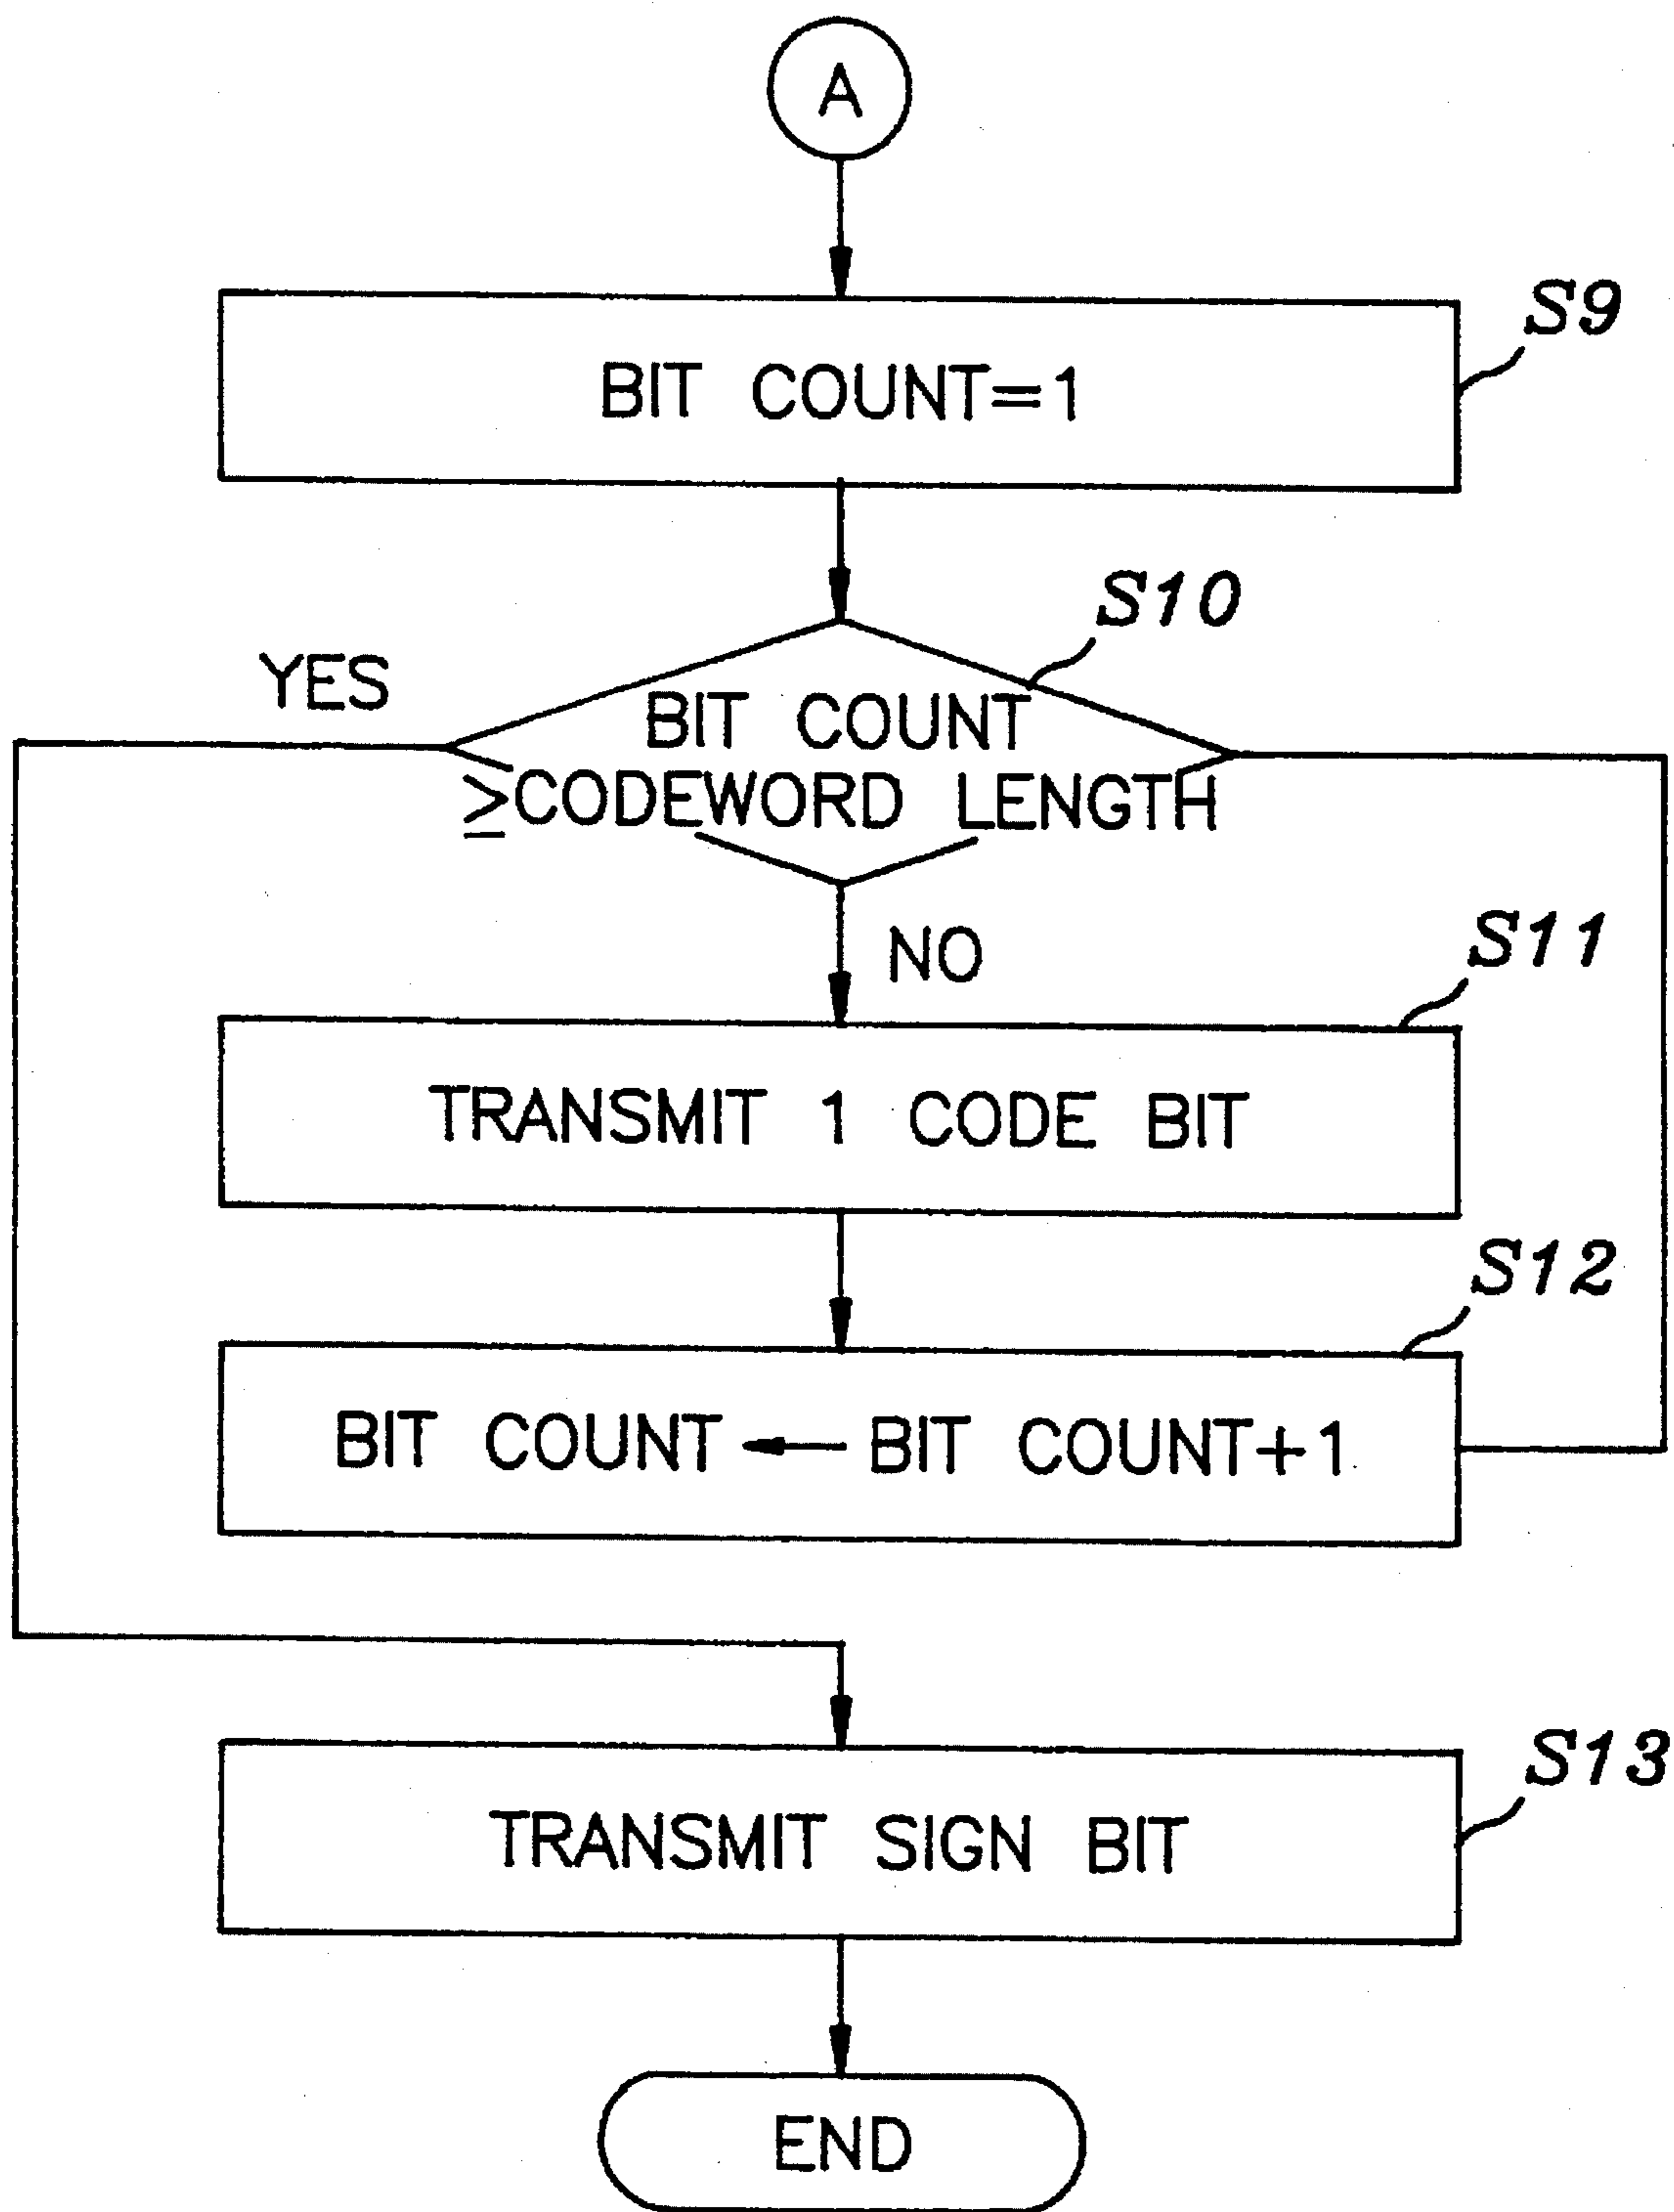 A
S9
BIT COUNT=1
S10
YES
BIT COUNT
≥CODEWORD LENGTH
NO
S11
TRANSMIT 1 CODE BIT
S12
BIT COUNT ← BIT COUNT+1
S13
TRANSMIT SIGN BIT
END